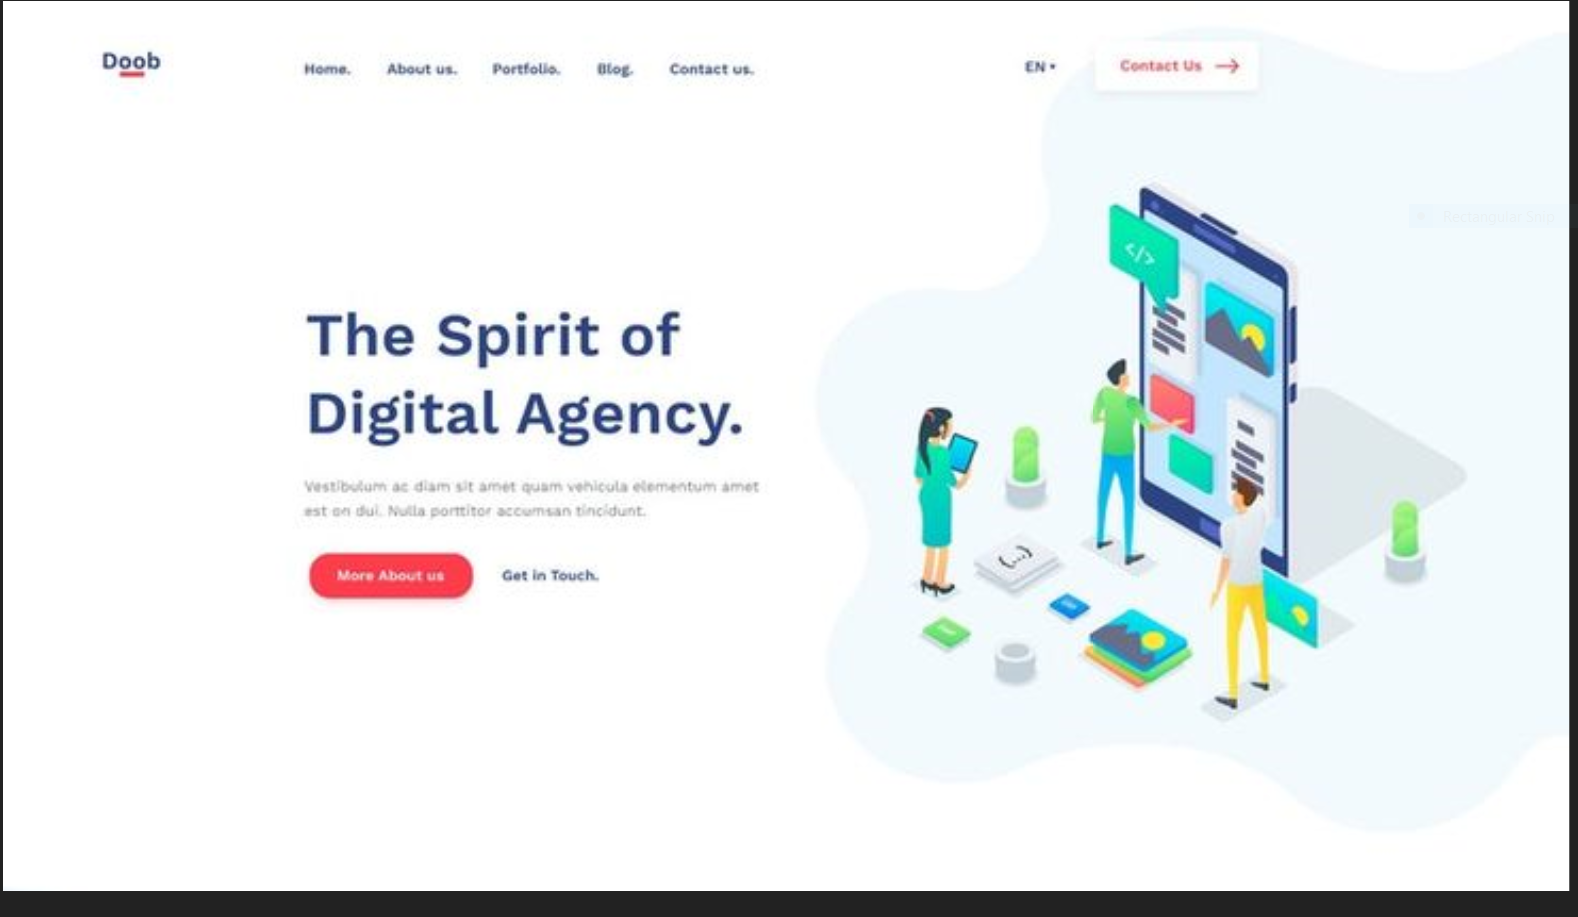 Doob
Home. About us. Portfolio. Blog. Contact us.
EN
Contact Us
Rectangular Snip
</>
The Spirit of
Digital Agency.
Vestibulum ac diam sit amet quam vehicula elementum amet
est on dui. Nulla porttitor accumsan tincidunt.
More About us
Get in Touch.
{...}